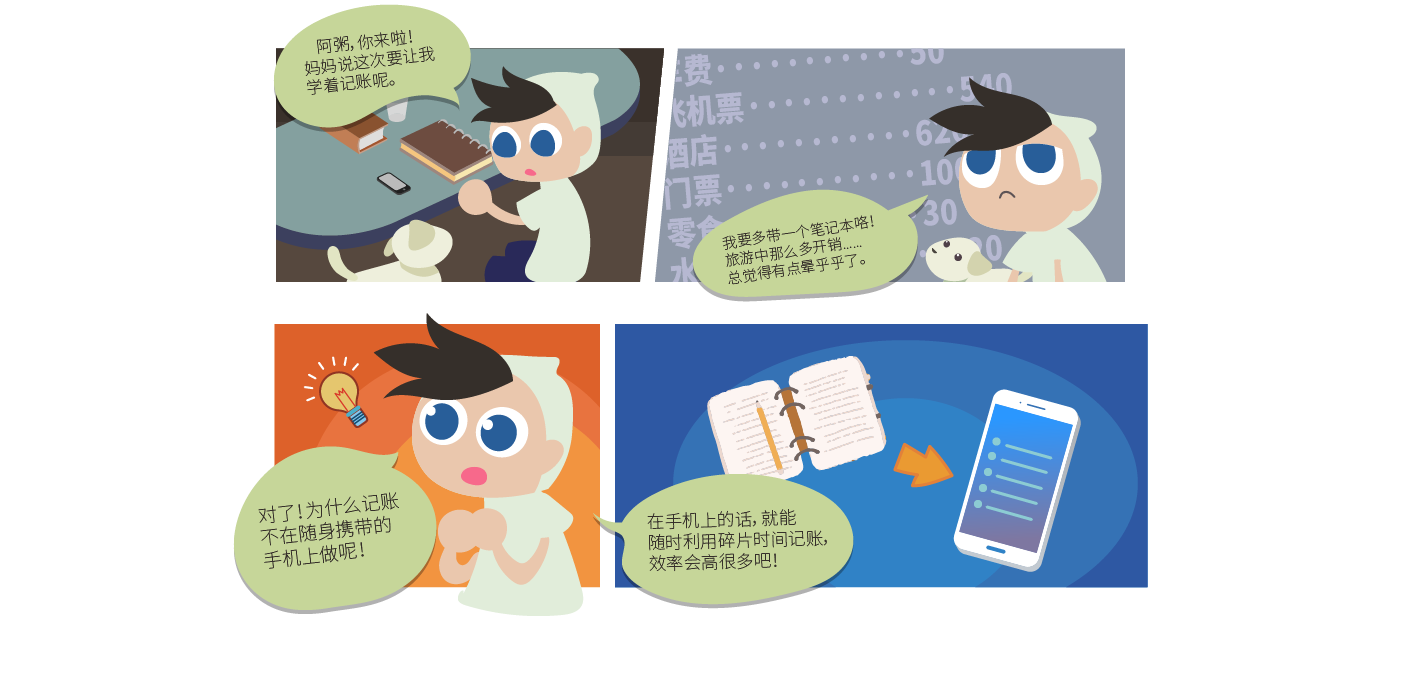 阿粥，你来啦！
妈妈说这次要让我
学着记账呢。
费 50
飞机票 540
酒店 620
门票 100
零食 30
水
我要多带一个笔记本咯！
旅游中那么多开销……
总觉得有点晕乎乎了。
对了！为什么记账
不在随身携带的
手机上做呢！
在手机上的话，就能
随时利用碎片时间记账，
效率会高很多吧！